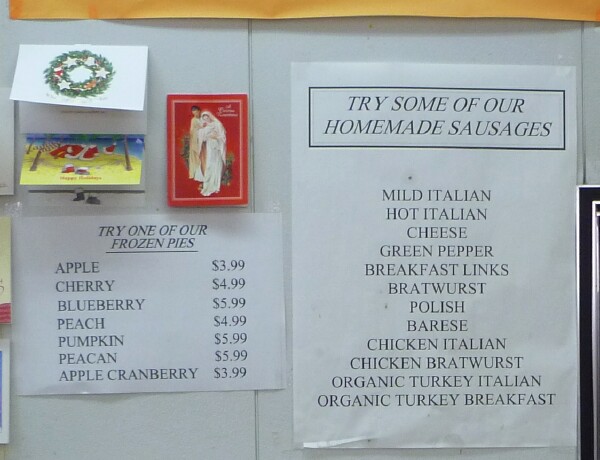 Happy Holidays
TRY ONE OF OUR
FROZEN PIES
APPLE $3.99
CHERRY $4.99
BLUEBERRY $5.99
PEACH $4.99
PUMPKIN $5.99
PEACAN $5.99
APPLE CRANBERRY $3.99
TRY SOME OF OUR
HOMEMADE SAUSAGES
MILD ITALIAN
HOT ITALIAN
CHEESE
GREEN PEPPER
BREAKFAST LINKS
BRATWURST
POLISH
BARESE
CHICKEN ITALIAN
CHICKEN BRATWURST
ORGANIC TURKEY ITALIAN
ORGANIC TURKEY BREAKFAST